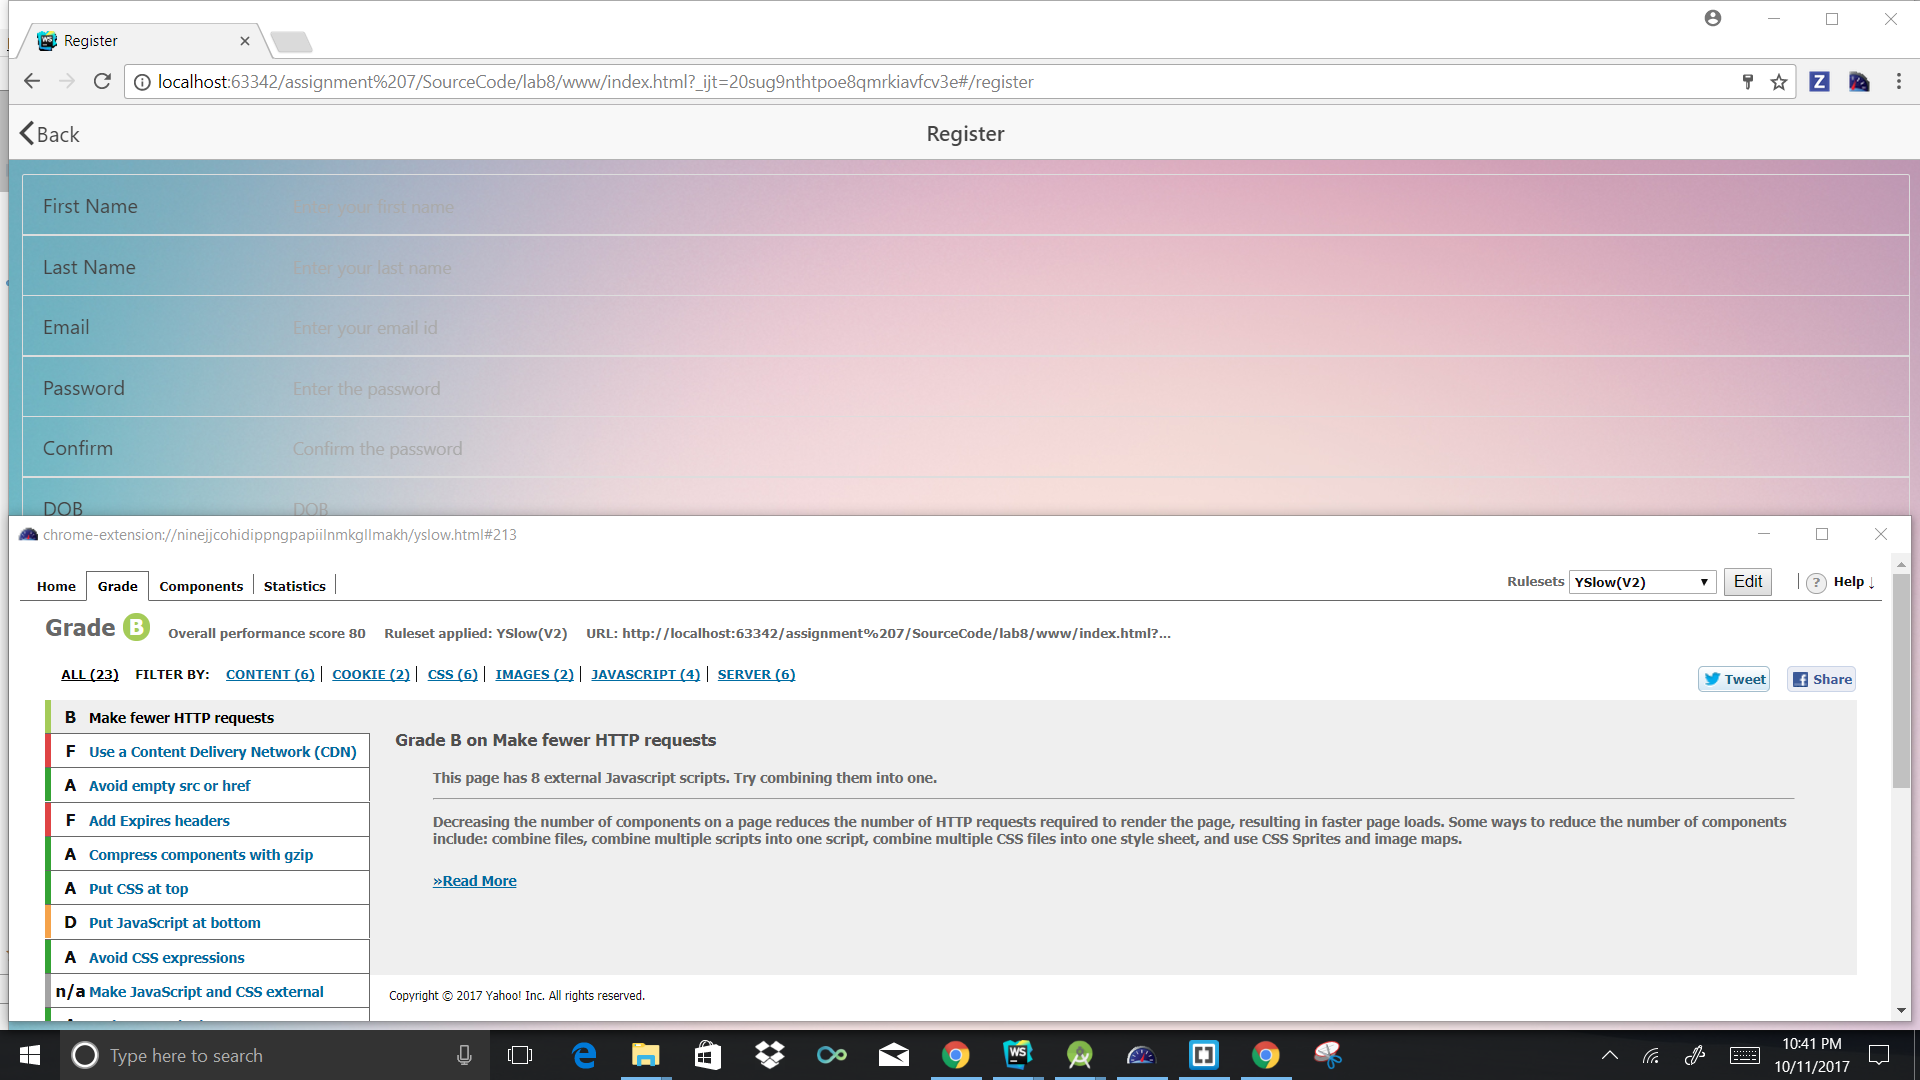 Register
localhost:63342/assignment%207/SourceCode/lab8/www/index.html?_ijt=20sug9nthtpoe8qmrkiavfcv3e#/register
Z
Back
Register
First Name
Enter your first name
Last Name
Enter your last name
Email
Enter your email id
Password
Enter the password
Confirm
Confirm the password
DOB
DOB
chrome-extension://ninejjcohidippngpapiilnmkgllmakh/yslow.html#213
Home
Grade
Components
Statistics
Rulesets
YSlow(V2)
Edit
? Help ↓
Grade B
Overall performance score 80
Ruleset applied: YSlow(V2)
URL: http://localhost:63342/assignment%207/SourceCode/lab8/www/index.html?...
ALL (23)
FILTER BY:
CONTENT (6)
COOKIE (2)
CSS (6)
IMAGES (2)
JAVASCRIPT (4)
SERVER (6)
Tweet
Share
B Make fewer HTTP requests
F Use a Content Delivery Network (CDN)
A Avoid empty src or href
F Add Expires headers
A Compress components with gzip
A Put CSS at top
D Put JavaScript at bottom
A Avoid CSS expressions
n/a Make JavaScript and CSS external
Grade B on Make fewer HTTP requests
This page has 8 external Javascript scripts. Try combining them into one.
Decreasing the number of components on a page reduces the number of HTTP requests required to render the page, resulting in faster page loads. Some ways to reduce the number of components
include: combine files, combine multiple scripts into one script, combine multiple CSS files into one style sheet, and use CSS Sprites and image maps.
»Read More
Copyright © 2017 Yahoo! Inc. All rights reserved.
Type here to search
WS
10:41 PM
10/11/2017